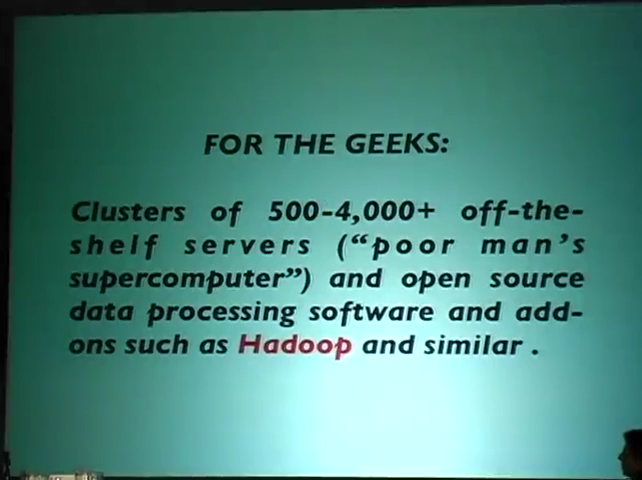 FOR THE GEEKS:
Clusters of 500-4,000+ off-the-
shelf servers (“poor man’s
supercomputer”) and open source
data processing software and add-
ons such as Hadoop and similar .